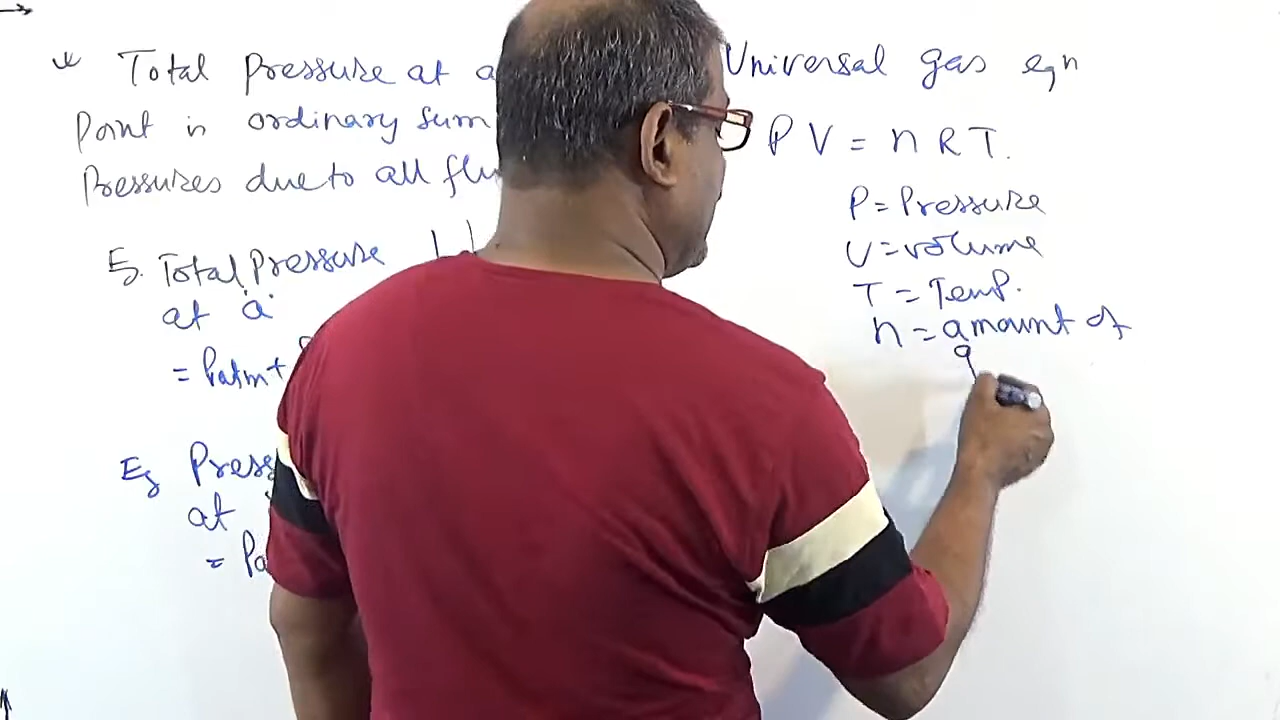 Total Pressure at a
Point is ordinary sum
Pressures due to all flu
Eg. Total Pressure
at a
= Patm +
Eg Press
at
= Pa
Universal gas eqn
PV = nRT.
P = Pressure
V = volume
T = Temp.
n = amount of
g